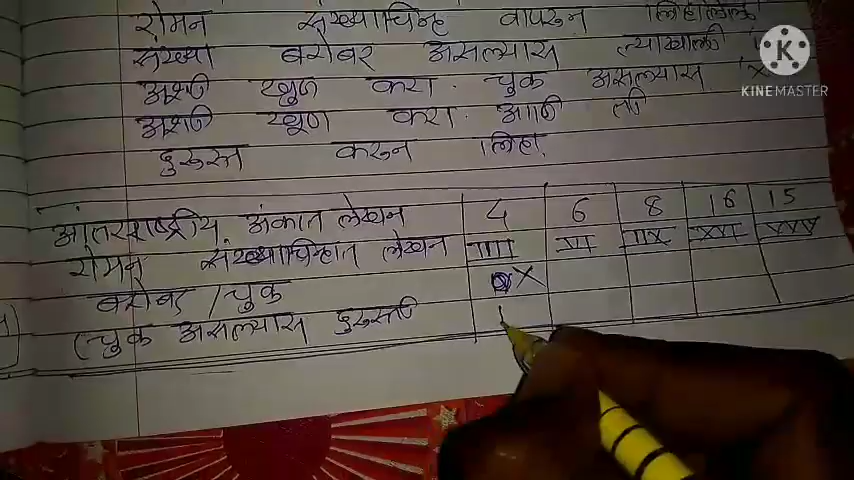 रोमन संख्याचिन्ह वापरून लिहीलेली
संख्या बरोबर असल्यास त्याखाली
अशी खूण करा. चुक असल्यास 'X'
अशी खूण करा. आणि ती
दुरुस्त करून लिहा.
आंतरराष्ट्रीय अंकात लेखन 4 6 8 16 15
रोमन संख्याचिन्हात लेखन IIII VI IIX XVI VVV
बरोबर / चुक X
(चुक असल्यास दुरुस्ती I
KINEMASTER